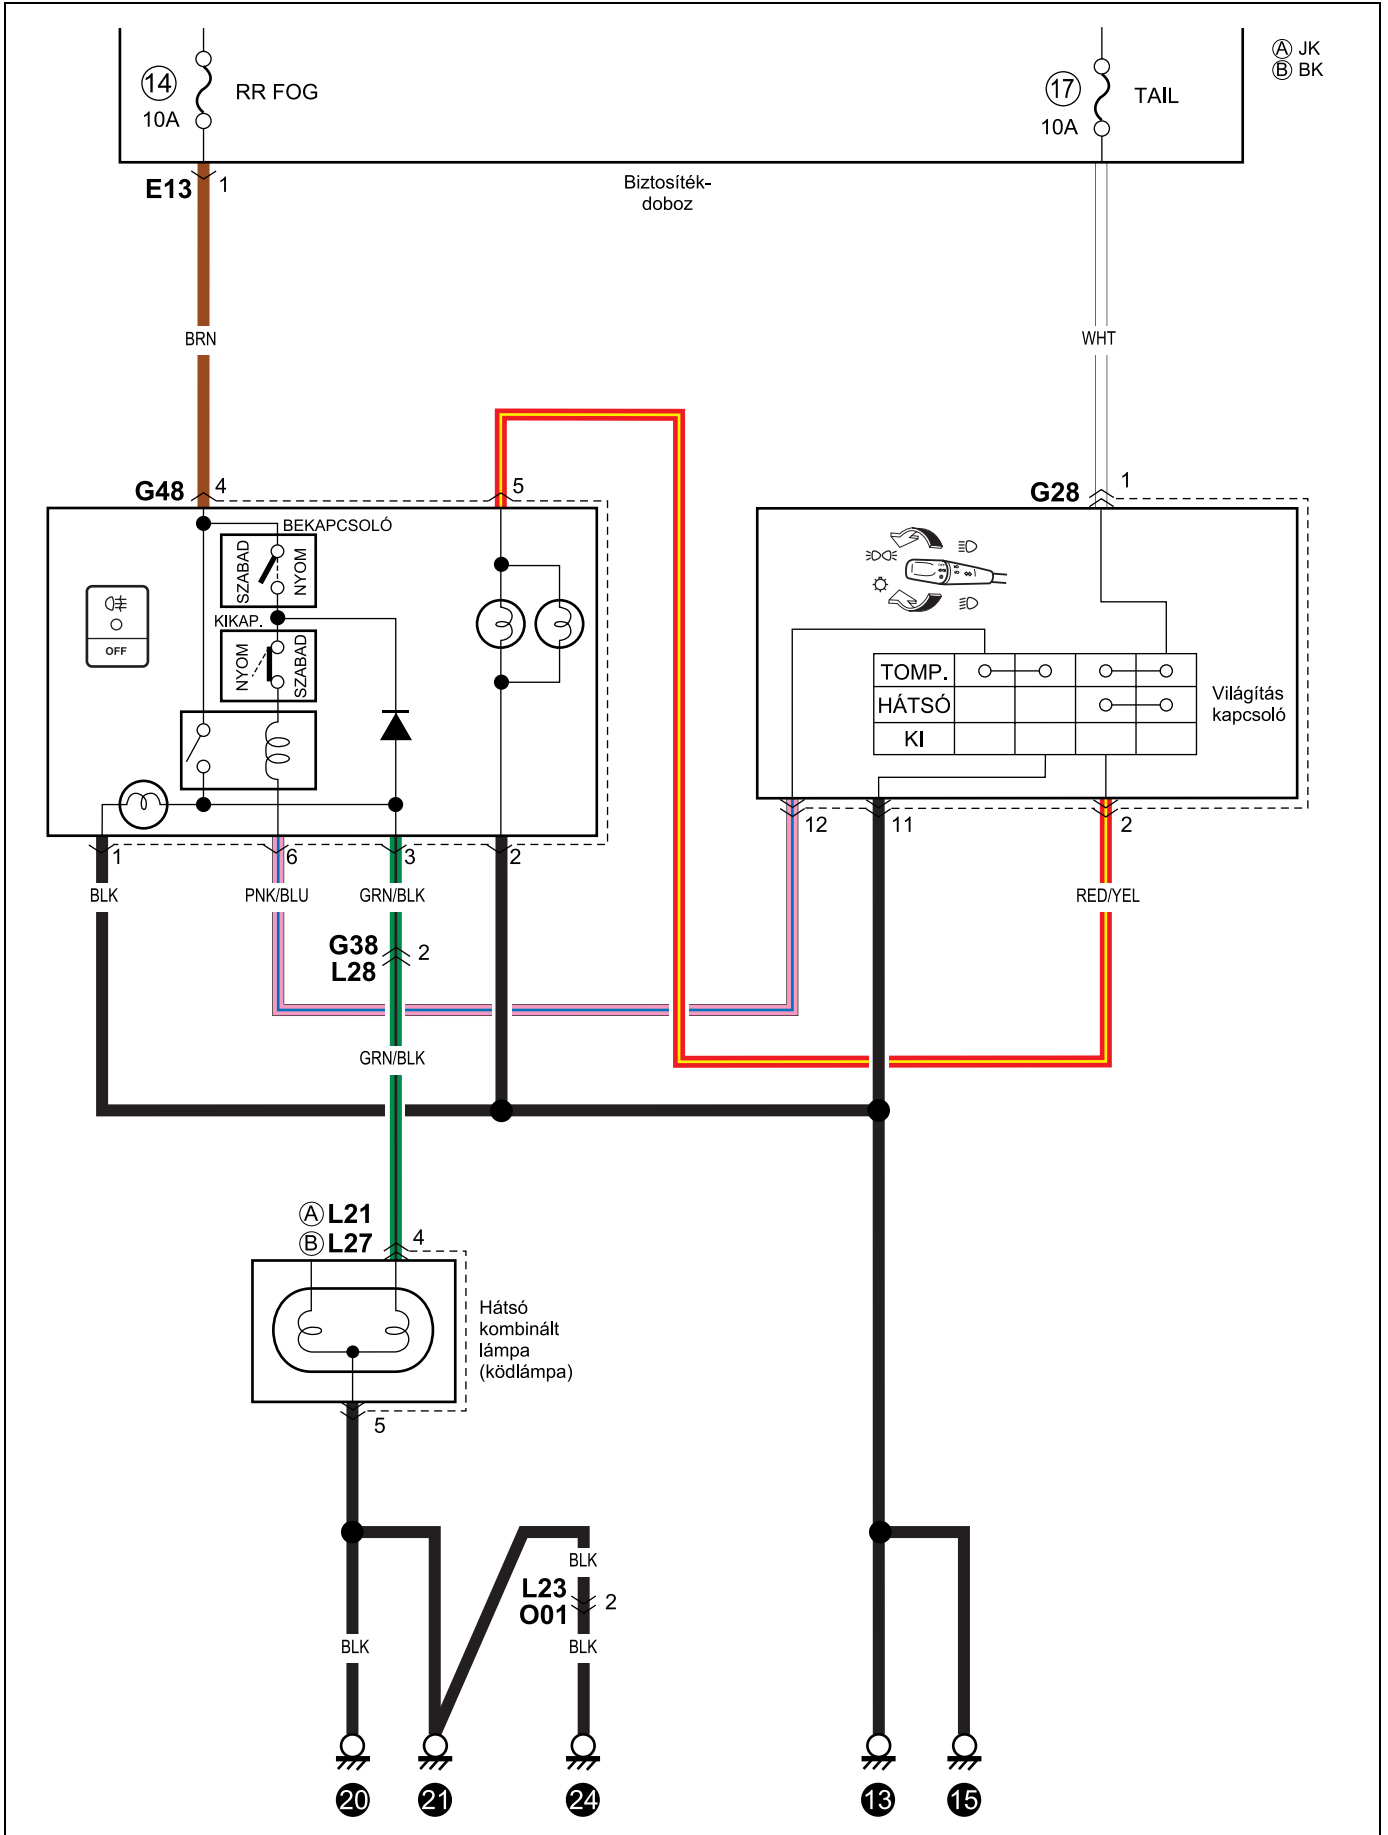 14
10A
RR FOG
17
10A
TAIL
A JK
B BK
E13
1
Biztosíték-
doboz
BRN
WHT
G48
4
5
G28
1
BEKAPCSOLÓ
SZABAD
NYOM
KIKAP.
NYOM
SZABAD
OFF
TOMP.
HÁTSÓ
KI
Világítás
kapcsoló
1
6
3
2
12
11
2
BLK
PNK/BLU
GRN/BLK
RED/YEL
G38
L28
2
GRN/BLK
A L21
B L27
4
Hátsó
kombinált
lámpa
(ködlámpa)
5
BLK
L23
O01
2
BLK
BLK
20
21
24
13
15